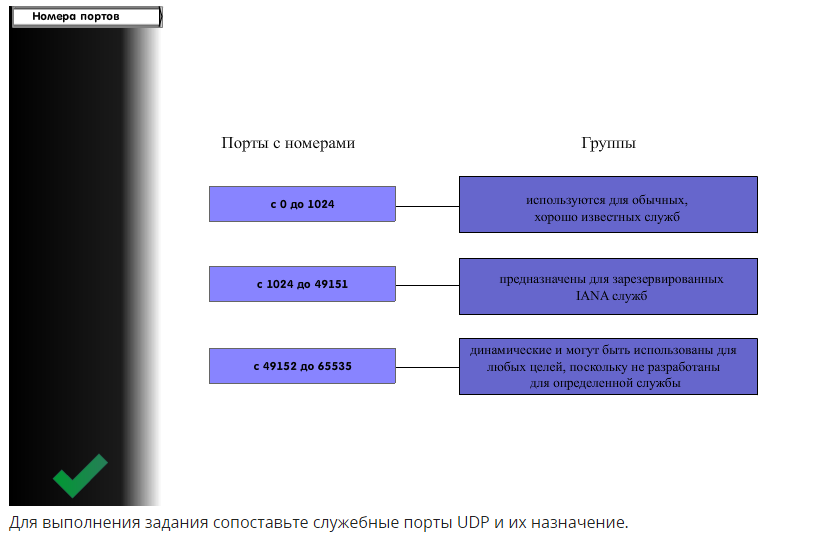 Номера портов
Порты с номерами
Группы
с 0 до 1024
используются для обычных,
хорошо известных служб
с 1024 до 49151
предназначены для зарезервированных
IANA служб
с 49152 до 65535
динамические и могут быть использованы для
любых целей, поскольку не разработаны
для определенной службы
Для выполнения задания сопоставьте служебные порты UDP и их назначение.